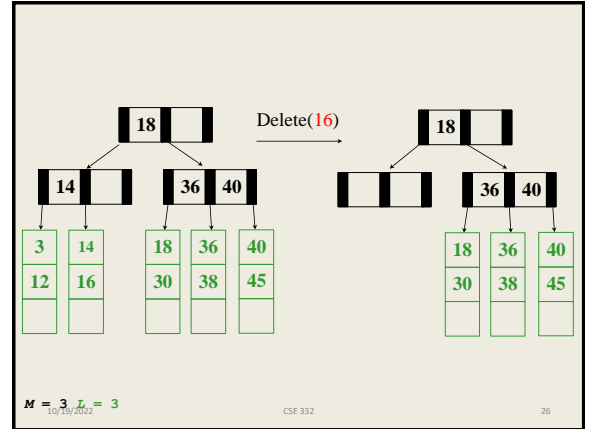 Delete(16)
18
18
14
36 40
36 40
3 14 18 36 40
12 16 30 38 45
18 36 40
30 38 45
M = 3 L = 3
10/19/2022
CSE 332
26